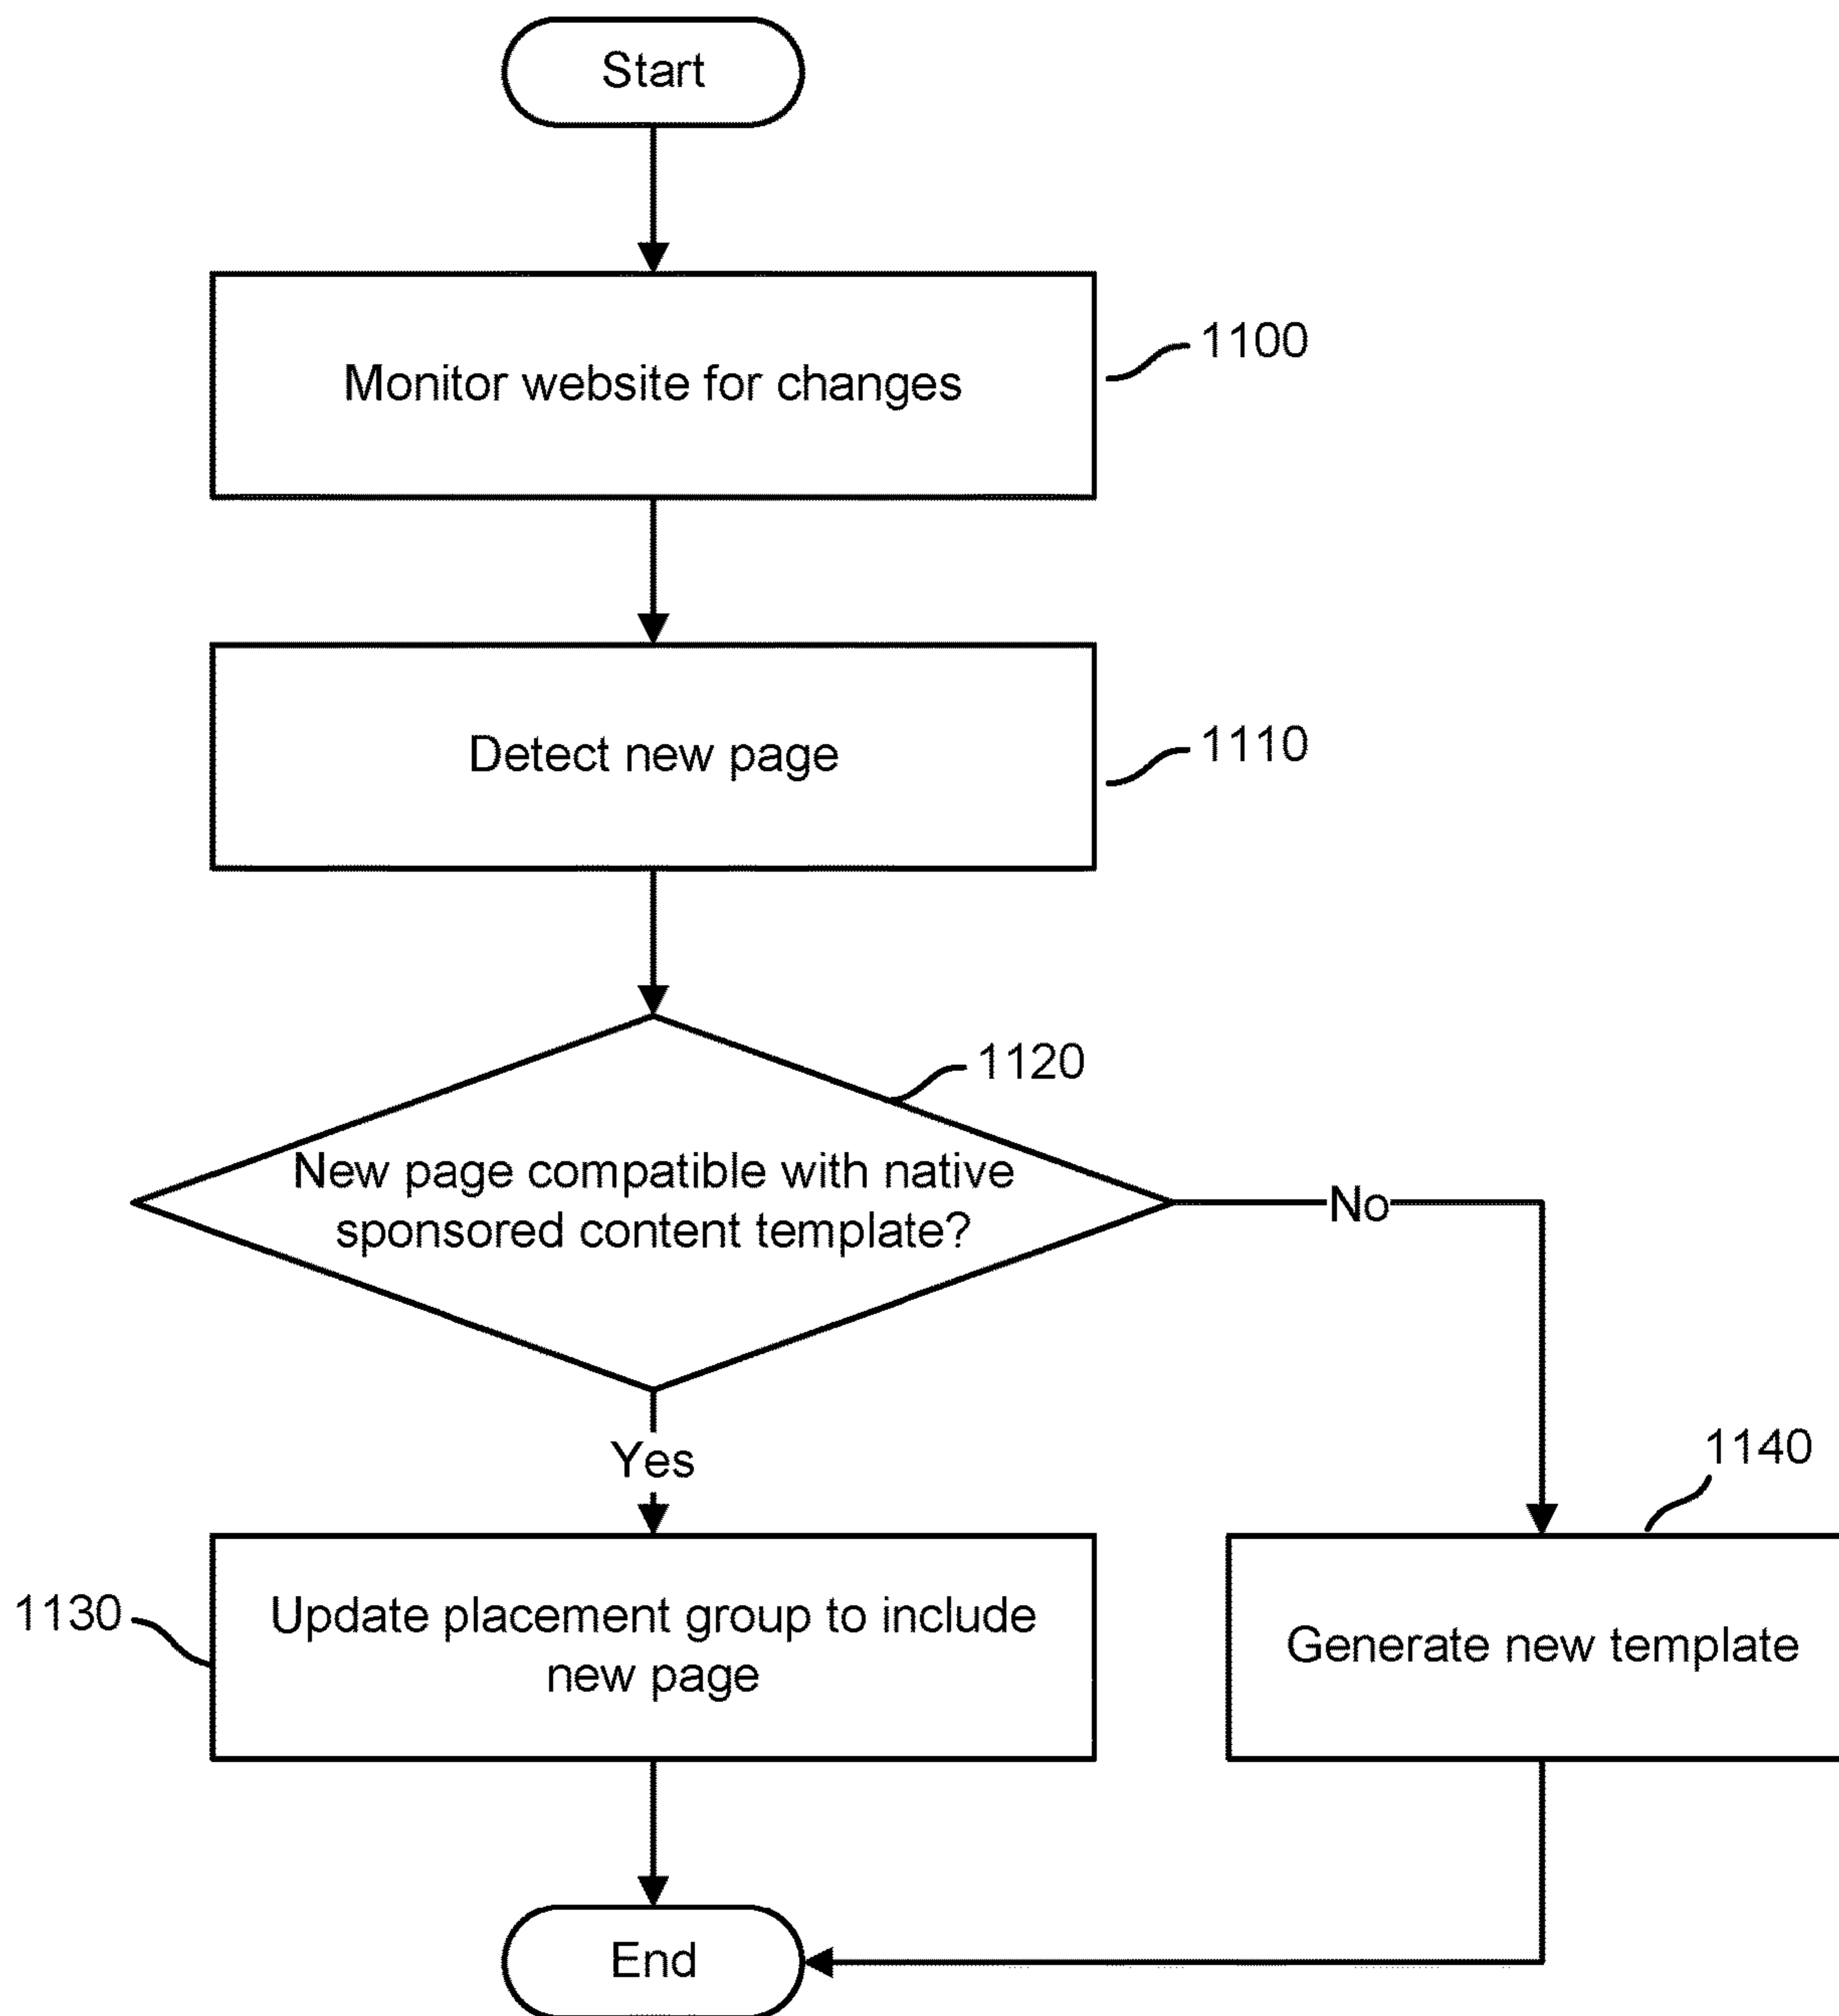 Start
Monitor website for changes
1100
Detect new page
1110
1120
New page compatible with native
sponsored content template?
No
Yes
1140
1130
Update placement group to include
new page
Generate new template
End